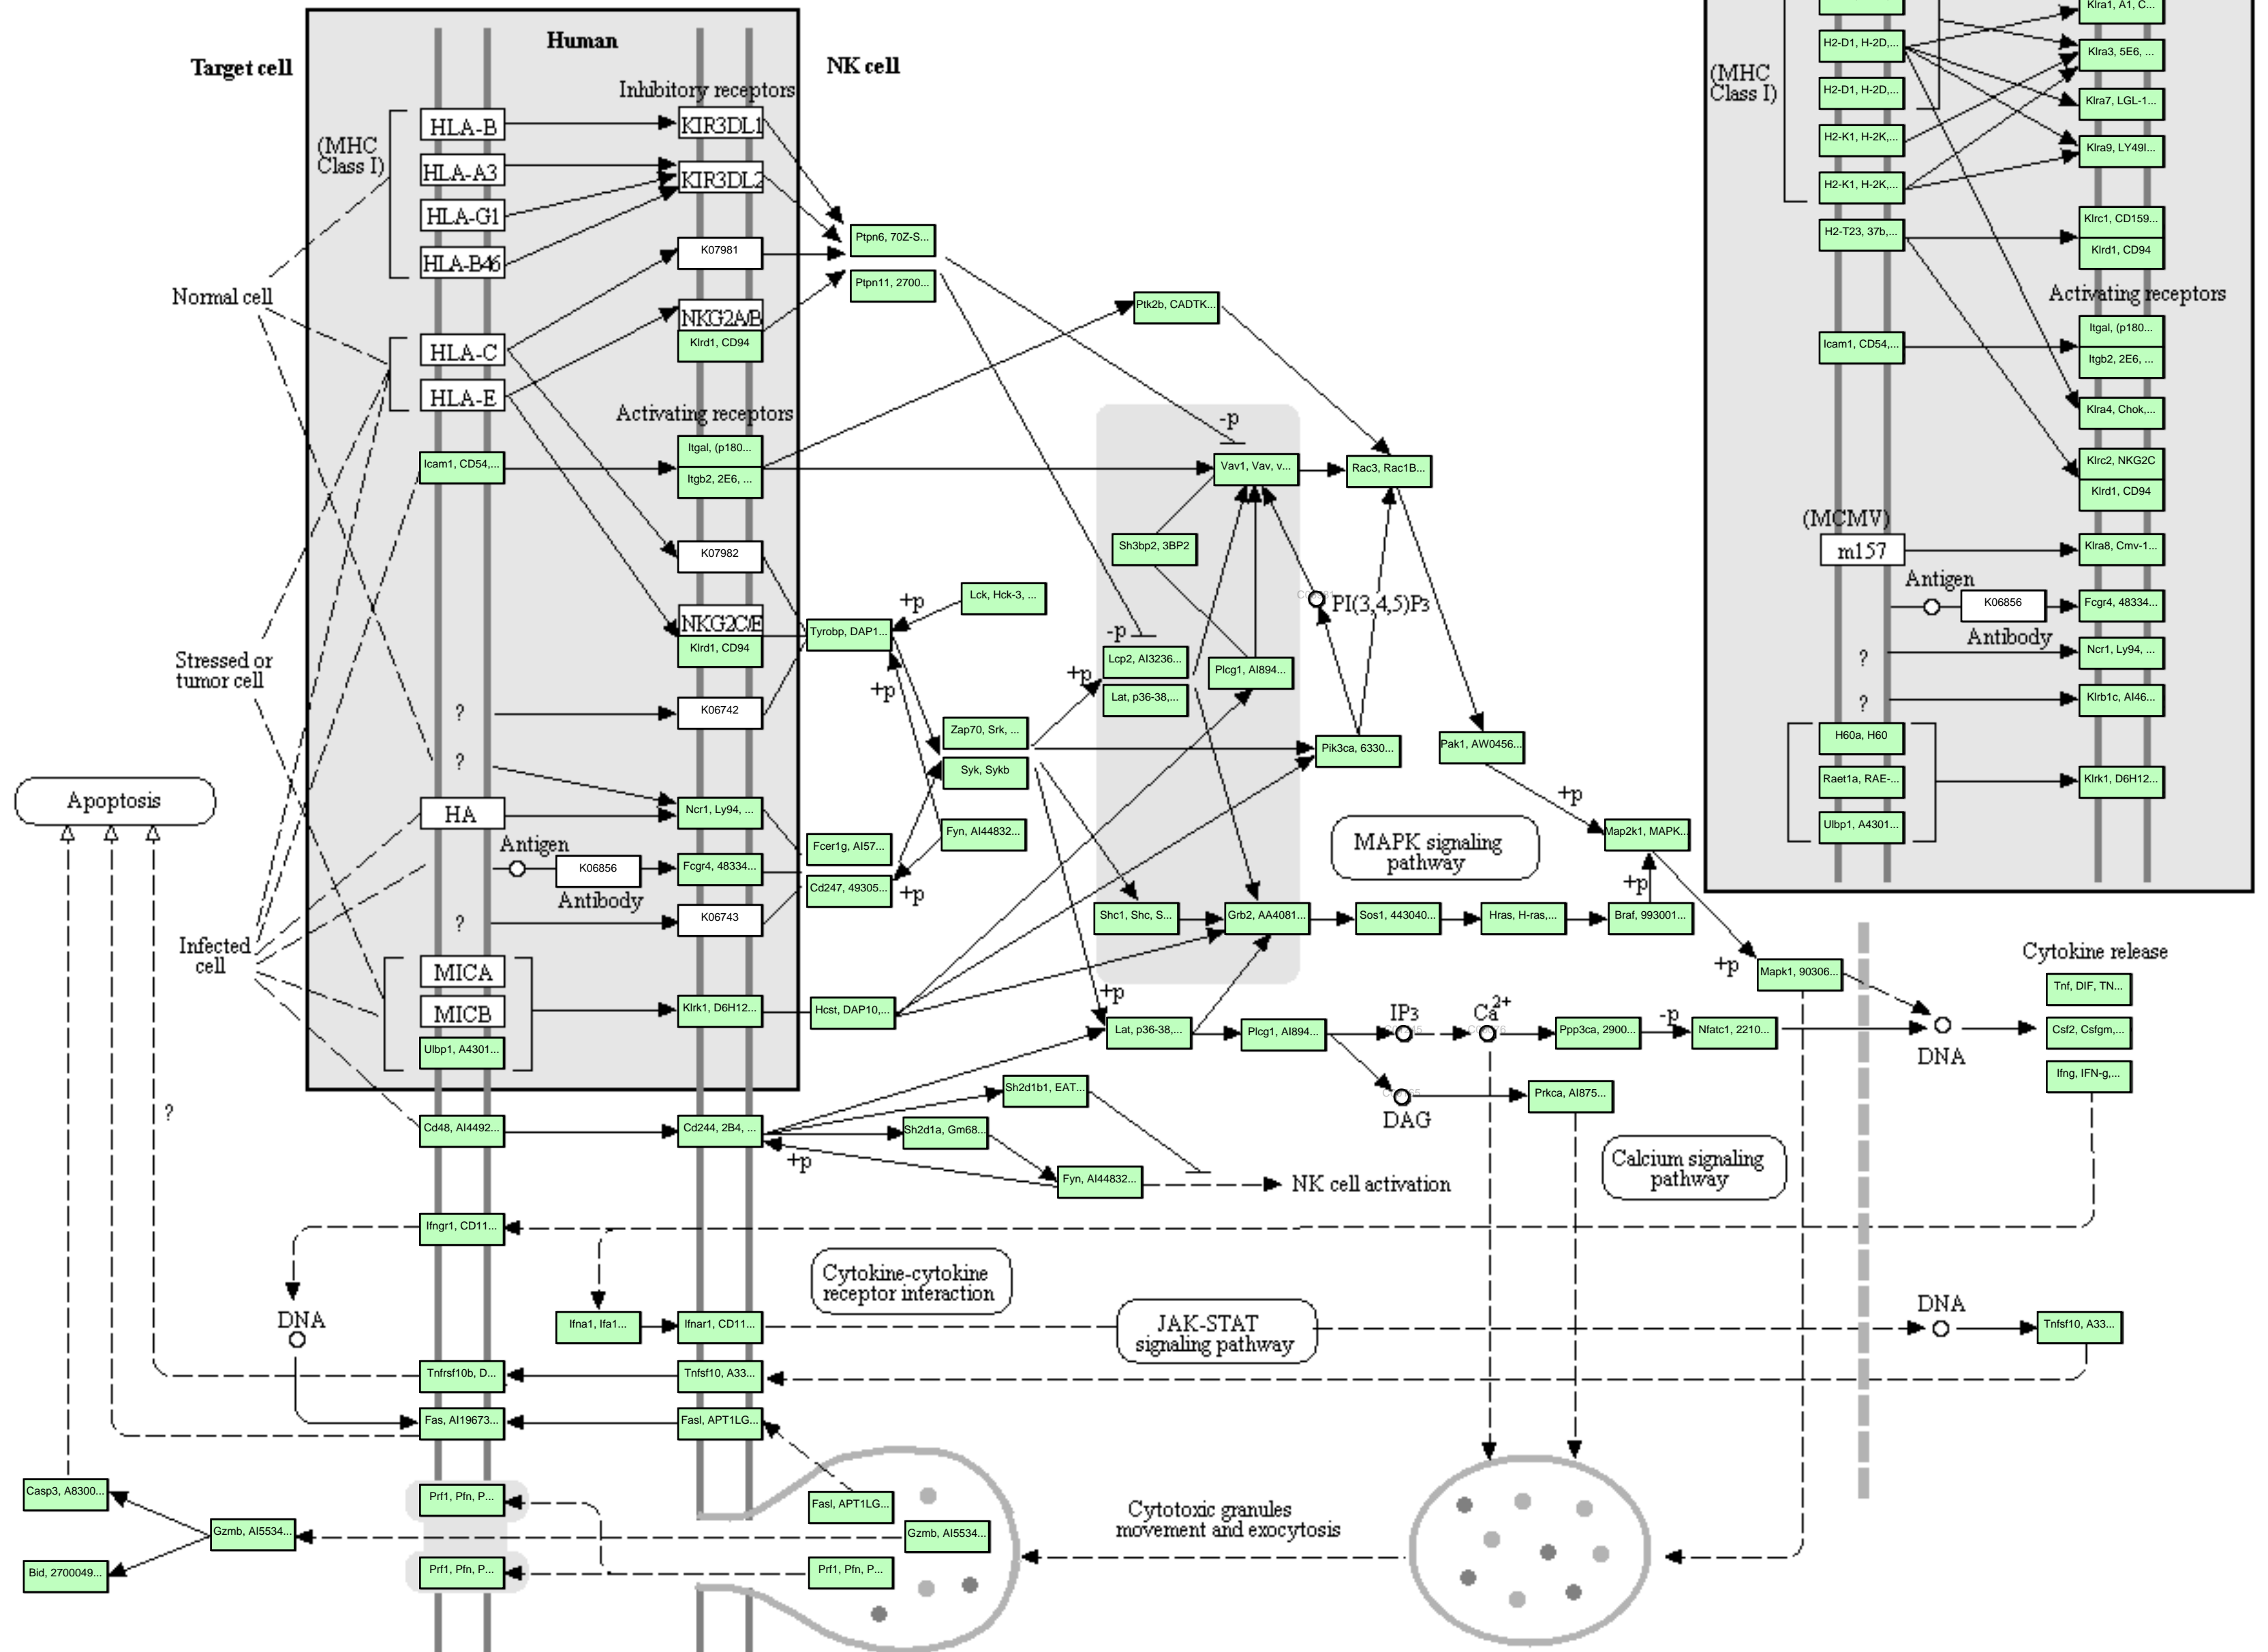 Target cell
Human
NK cell
Inhibitory receptors
(MHC
Class I)
HLA-B
KIR3DL1
HLA-A3
KIR3DL2
HLA-G1
HLA-B46
K07981
Ptpn6, 70Z-S...
Ptpn11, 2700...
Normal cell
NKG2A/B
Klrd1, CD94
HLA-C
HLA-E
Ptk2b, CADTK...
Activating receptors
Icam1, CD54,...
Itgal, (p180...
Itgb2, 2E6, ...
-p
Vav1, Vav, v...
Rac3, Rac1B...
Sh3bp2, 3BP2
K07982
NKG2C/E
Klrd1, CD94
Tyrobp, DAP1...
+p
Lck, Hck-3, ...
PI(3,4,5)P3
-p
Lcp2, AI3236...
Lat, p36-38,...
Plcg1, AI894...
+p
+p
Stressed or
tumor cell
?
K06742
Zap70, Srk, ...
Syk, Sykb
Pik3ca, 6330...
Pak1, AW0456...
?
Apoptosis
HA
Ncr1, Ly94, ...
Fyn, AI44832...
Fcer1g, AI57...
Cd247, 49305...
+p
Antigen
K06856
Antibody
Fcgr4, 48334...
?
K06743
MAPK signaling
pathway
+p
Map2k1, MAPK...
+p
Shc1, Shc, S...
Grb2, AA4081...
Sos1, 443040...
Hras, H-ras,...
Braf, 993001...
Infected
cell
MICA
MICB
Ulbp1, A4301...
Klrk1, D6H12...
Hcst, DAP10,...
+p
Lat, p36-38,...
Plcg1, AI894...
IP3
Ca2+
Ppp3ca, 2900...
-p
Nfatc1, 2210...
+p
Mapk1, 90306...
DNA
Cytokine release
Tnf, DIF, TN...
Csf2, Csfgm,...
Ifng, IFN-g,...
DAG
Prkca, AI875...
?
Cd48, AI4492...
Cd244, 2B4, ...
Sh2d1b1, EAT...
Sh2d1a, Gm68...
+p
Fyn, AI44832...
NK cell activation
Calcium signaling
pathway
Ifngr1, CD11...
Cytokine-cytokine
receptor interaction
DNA
Ifna1, Ifa1...
Ifnar1, CD11...
JAK-STAT
signaling pathway
DNA
Tnfsf10, A33...
Tnfrsf10b, D...
Tnfsf10, A33...
Fas, AI19673...
Fasl, APT1LG...
Casp3, A8300...
Gzmb, AI5534...
Bid, 2700049...
Prf1, Pfn, P...
Prf1, Pfn, P...
Fasl, APT1LG...
Gzmb, AI5534...
Prf1, Pfn, P...
Cytotoxic granules
movement and exocytosis
Klra1, A1, C...
(MHC
Class I)
H2-D1, H-2D,...
Klra3, 5E6, ...
H2-D1, H-2D,...
Klra7, LGL-1...
H2-K1, H-2K,...
Klra9, LY49I...
H2-K1, H-2K,...
H2-T23, 37b,...
Klrc1, CD159...
Klrd1, CD94
Activating receptors
Icam1, CD54,...
Itgal, (p180...
Itgb2, 2E6, ...
Klra4, Chok,...
Klrc2, NKG2C
Klrd1, CD94
(MCMV)
m157
Klra8, Cmv-1...
Antigen
K06856
Fcgr4, 48334...
Antibody
?
Ncr1, Ly94, ...
?
Klrb1c, AI46...
H60a, H60
Raet1a, RAE-...
Klrk1, D6H12...
Ulbp1, A4301...